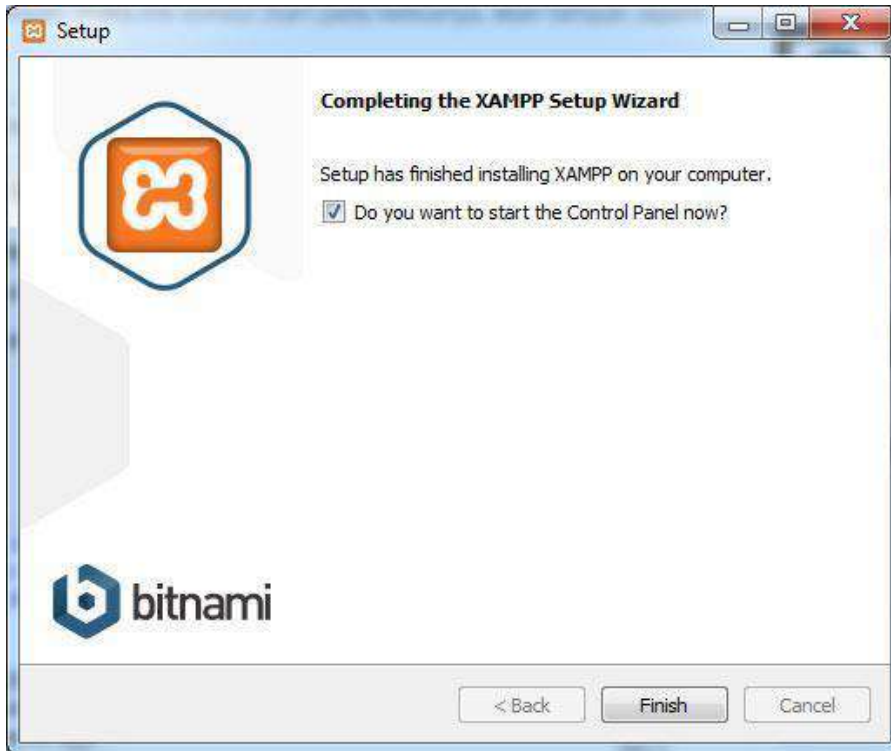 Setup
Completing the XAMPP Setup Wizard
Setup has finished installing XAMPP on your computer.
Do you want to start the Control Panel now?
bitnami
< Back
Finish
Cancel